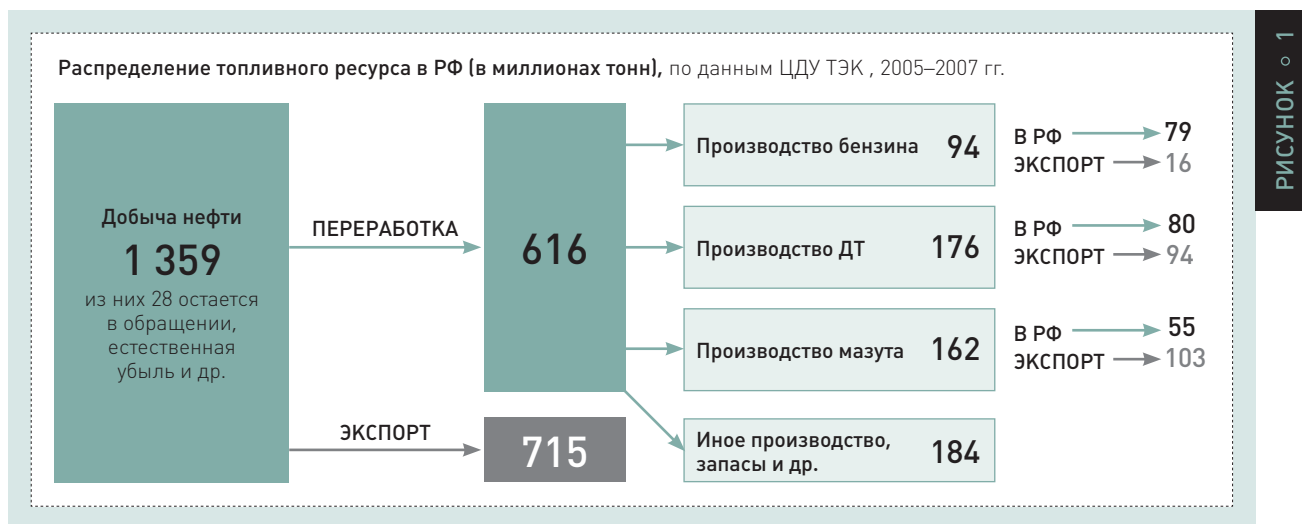 Распределение топливного ресурса в РФ (в миллионах тонн), по данным ЦДУ ТЭК , 2005–2007 гг.
РИСУНОК ○ 1
Добыча нефти
1 359
из них 28 остается
в обращении,
естественная
убыль и др.
ПЕРЕРАБОТКА
616
ЭКСПОРТ
715
Производство бензина 94
В РФ 79
ЭКСПОРТ 16
Производство ДТ 176
В РФ 80
ЭКСПОРТ 94
Производство мазута 162
В РФ 55
ЭКСПОРТ 103
Иное производство,
запасы и др. 184